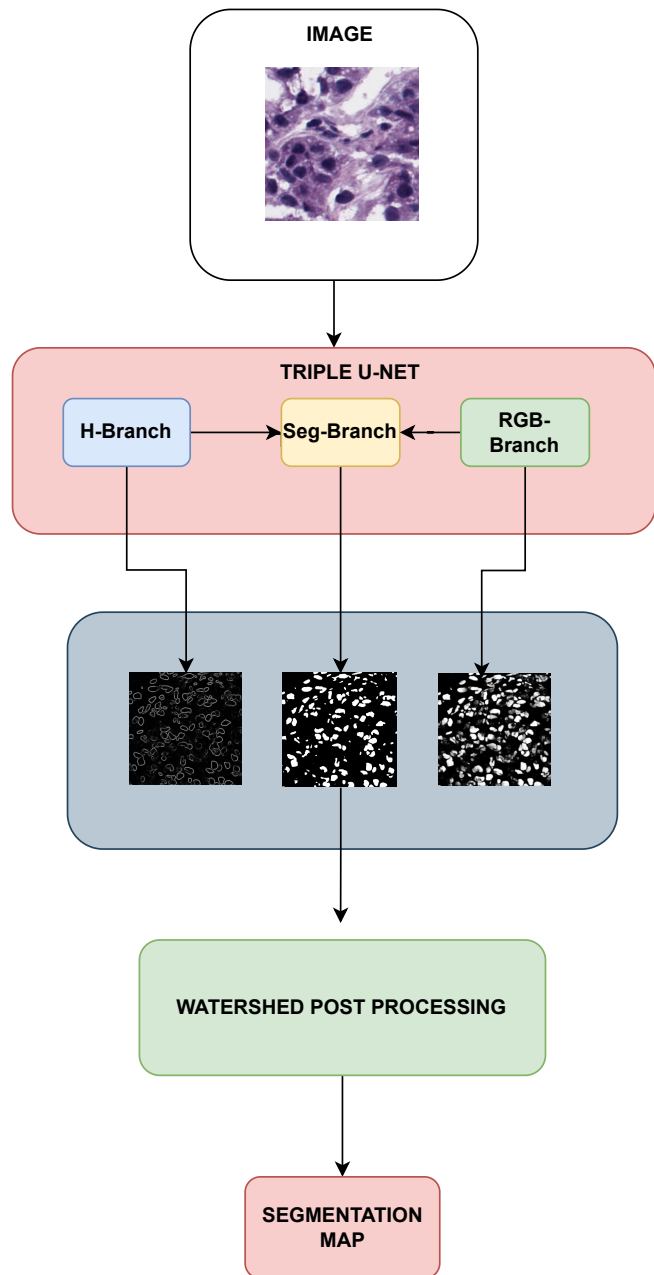 IMAGE
TRIPLE U-NET
H-Branch
Seg-Branch
RGB-
Branch
WATERSHED POST PROCESSING
SEGMENTATION
MAP